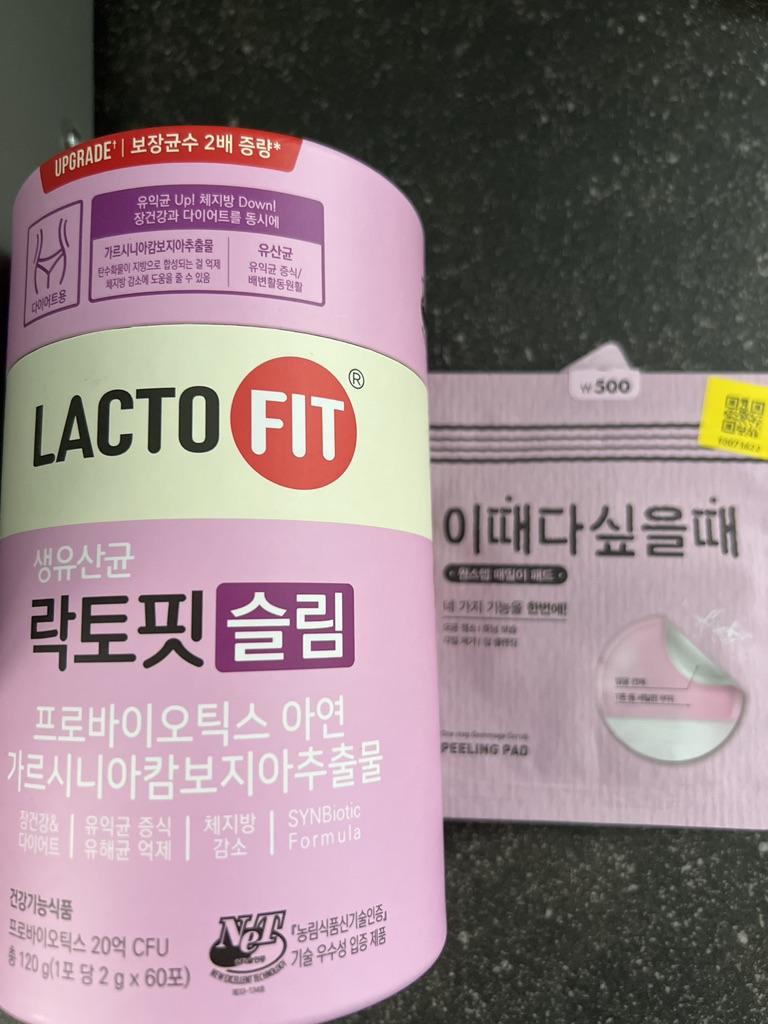 UPGRADE† | 보장균수 2배 증량*
유익균 Up! 체지방 Down!
장건강과 다이어트를 동시에
다이어트용
가르시니아캄보지아추출물
탄수화물이 지방으로 합성되는 걸 억제
체지방 감소에 도움을 줄 수 있음
유산균
유익균 증식/
배변활동원활
LACTO FIT®
생유산균
락토핏 슬림
프로바이오틱스 아연
가르시니아캄보지아추출물
장건강&
다이어트
유익균 증식
유해균 억제
체지방
감소
SYNBiotic
Formula
건강기능식품
프로바이오틱스 20억 CFU
총 120 g(1포 당 2 g x 60포)
NeT
NEW EXCELLENT TECHNOLOGY
『농림식품신기술인증』
기술 우수성 입증 제품
₩500
이때다싶을때
원스텝 때밀이 패드
네 가지 기능을 한번에!
PEELING PAD